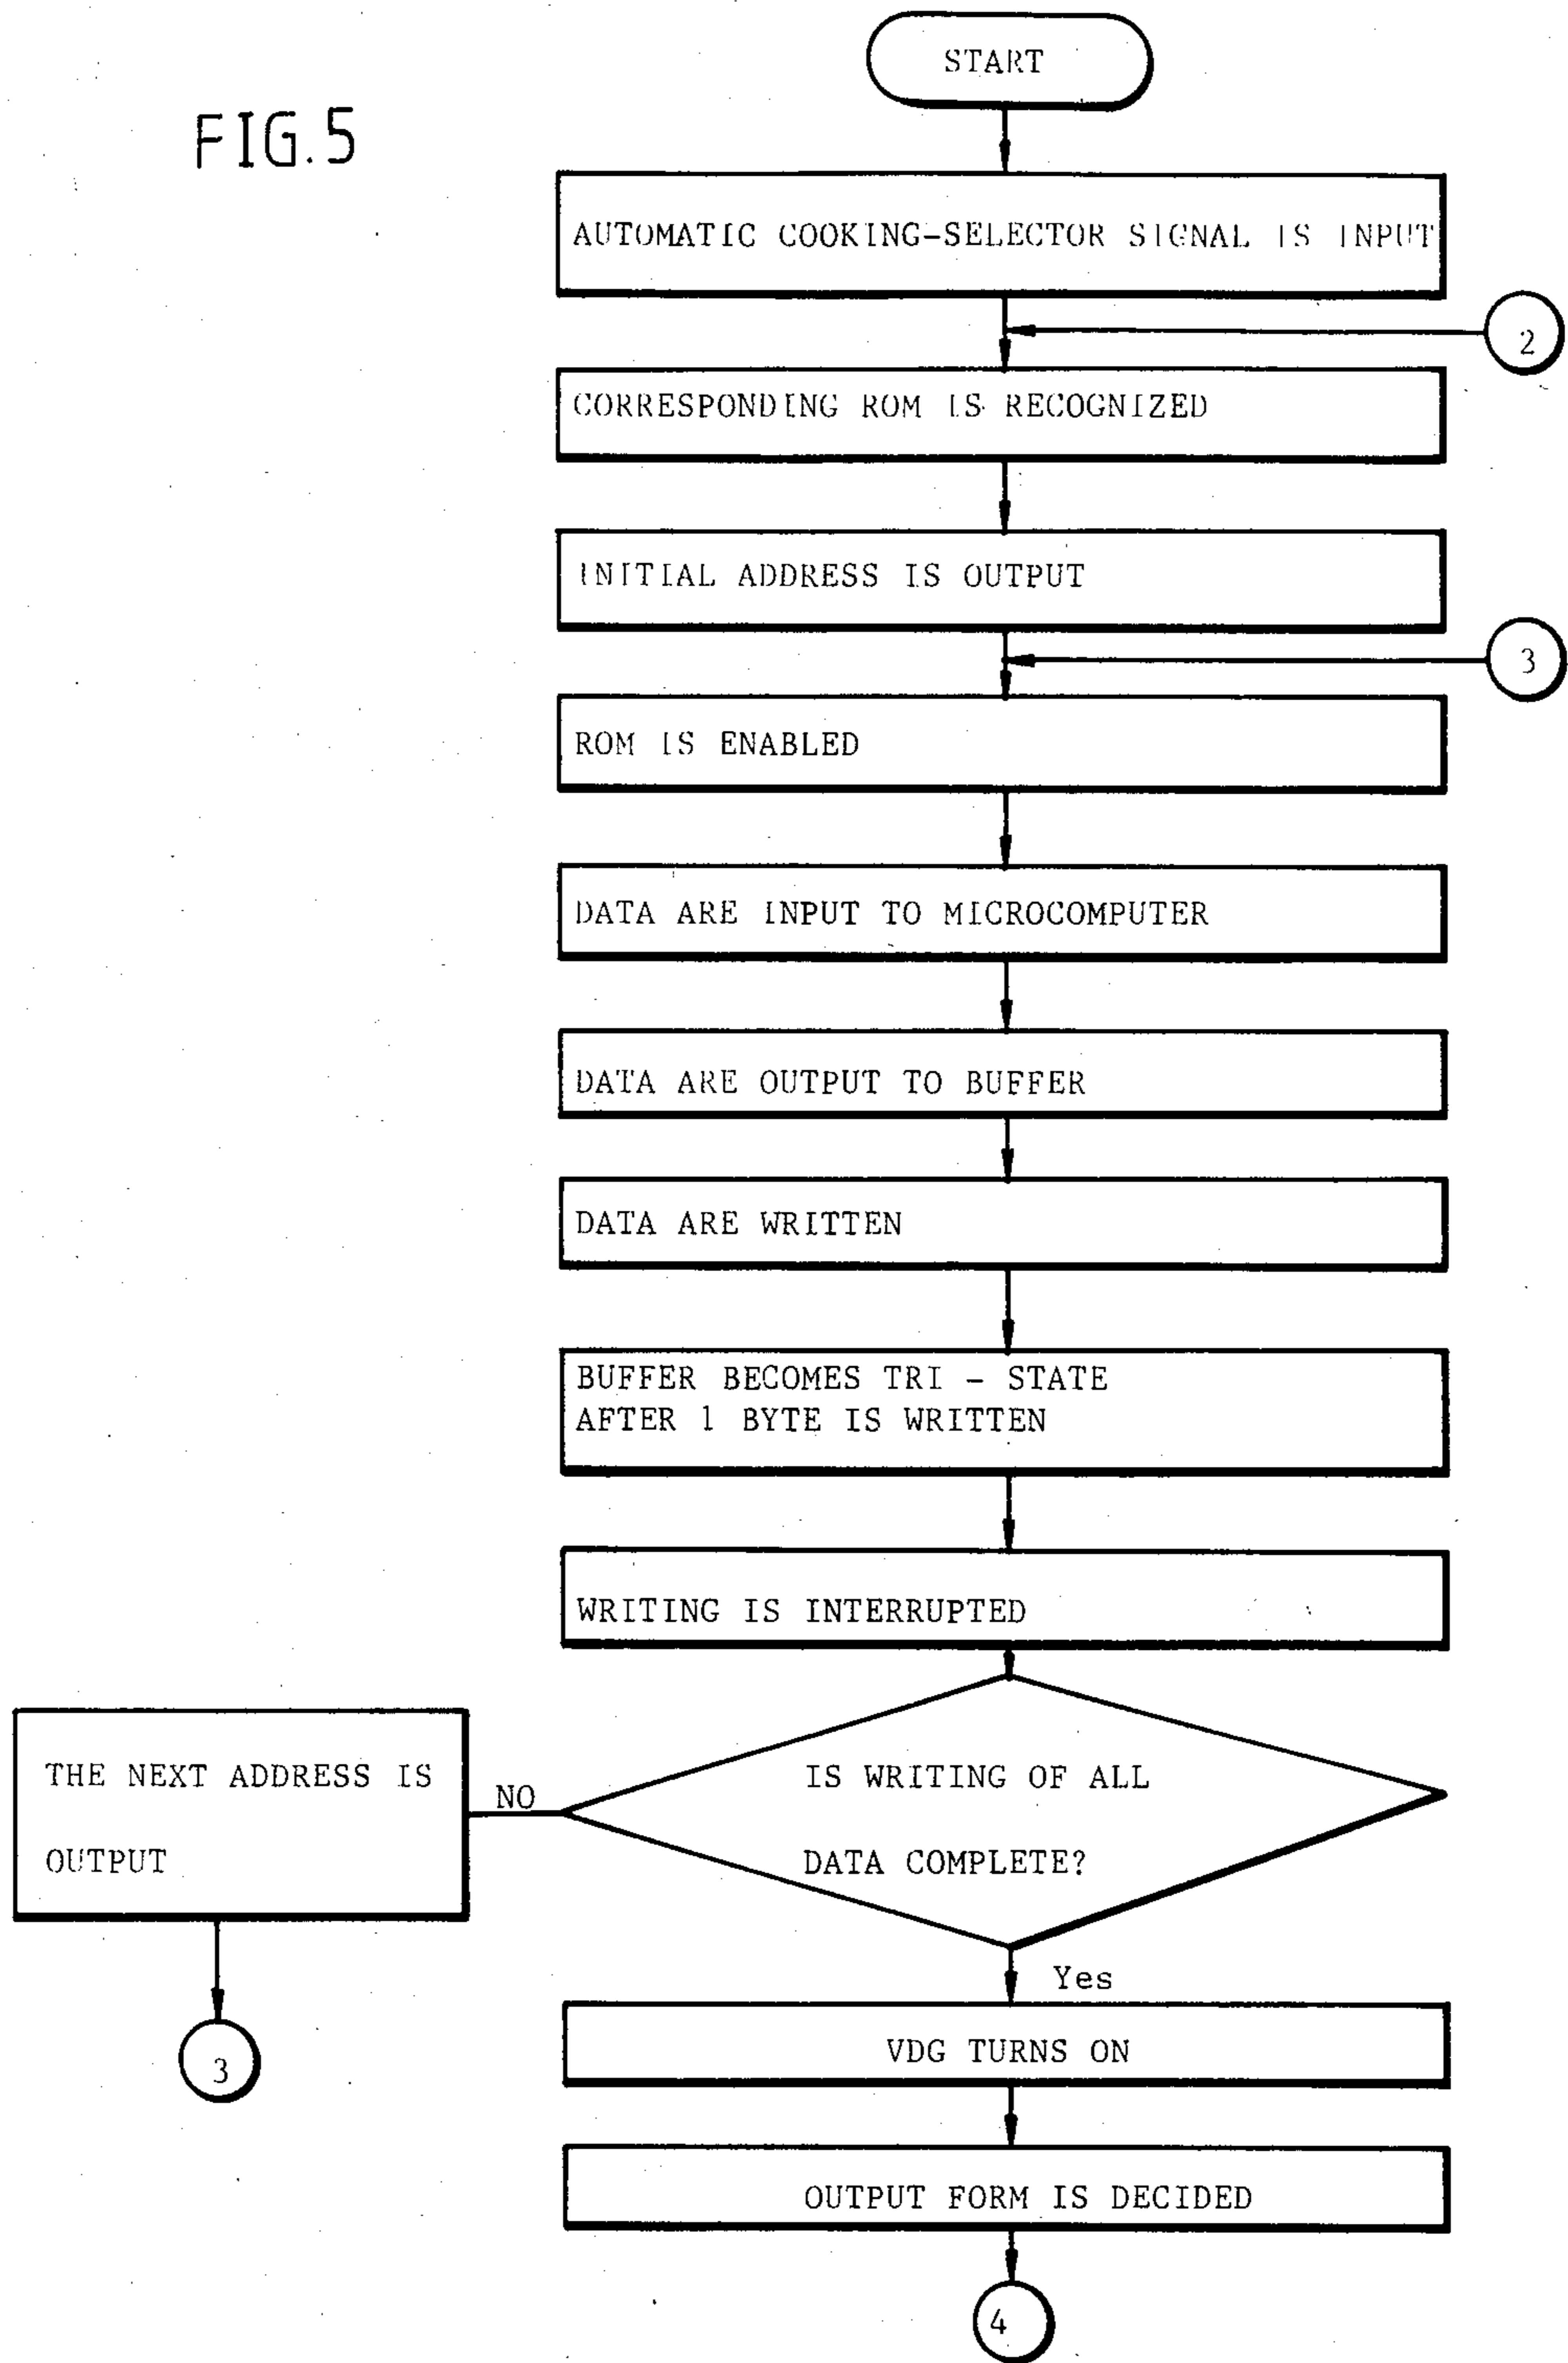 START
FIG.5
AUTOMATIC COOKING-SELECTOR SIGNAL IS INPUT
2
CORRESPONDING ROM IS RECOGNIZED
INITIAL ADDRESS IS OUTPUT
3
ROM IS ENABLED
DATA ARE INPUT TO MICROCOMPUTER
DATA ARE OUTPUT TO BUFFER
DATA ARE WRITTEN
BUFFER BECOMES TRI - STATE
AFTER 1 BYTE IS WRITTEN
WRITING IS INTERRUPTED
IS WRITING OF ALL
DATA COMPLETE?
NO
THE NEXT ADDRESS IS
OUTPUT
3
Yes
VDG TURNS ON
OUTPUT FORM IS DECIDED
4